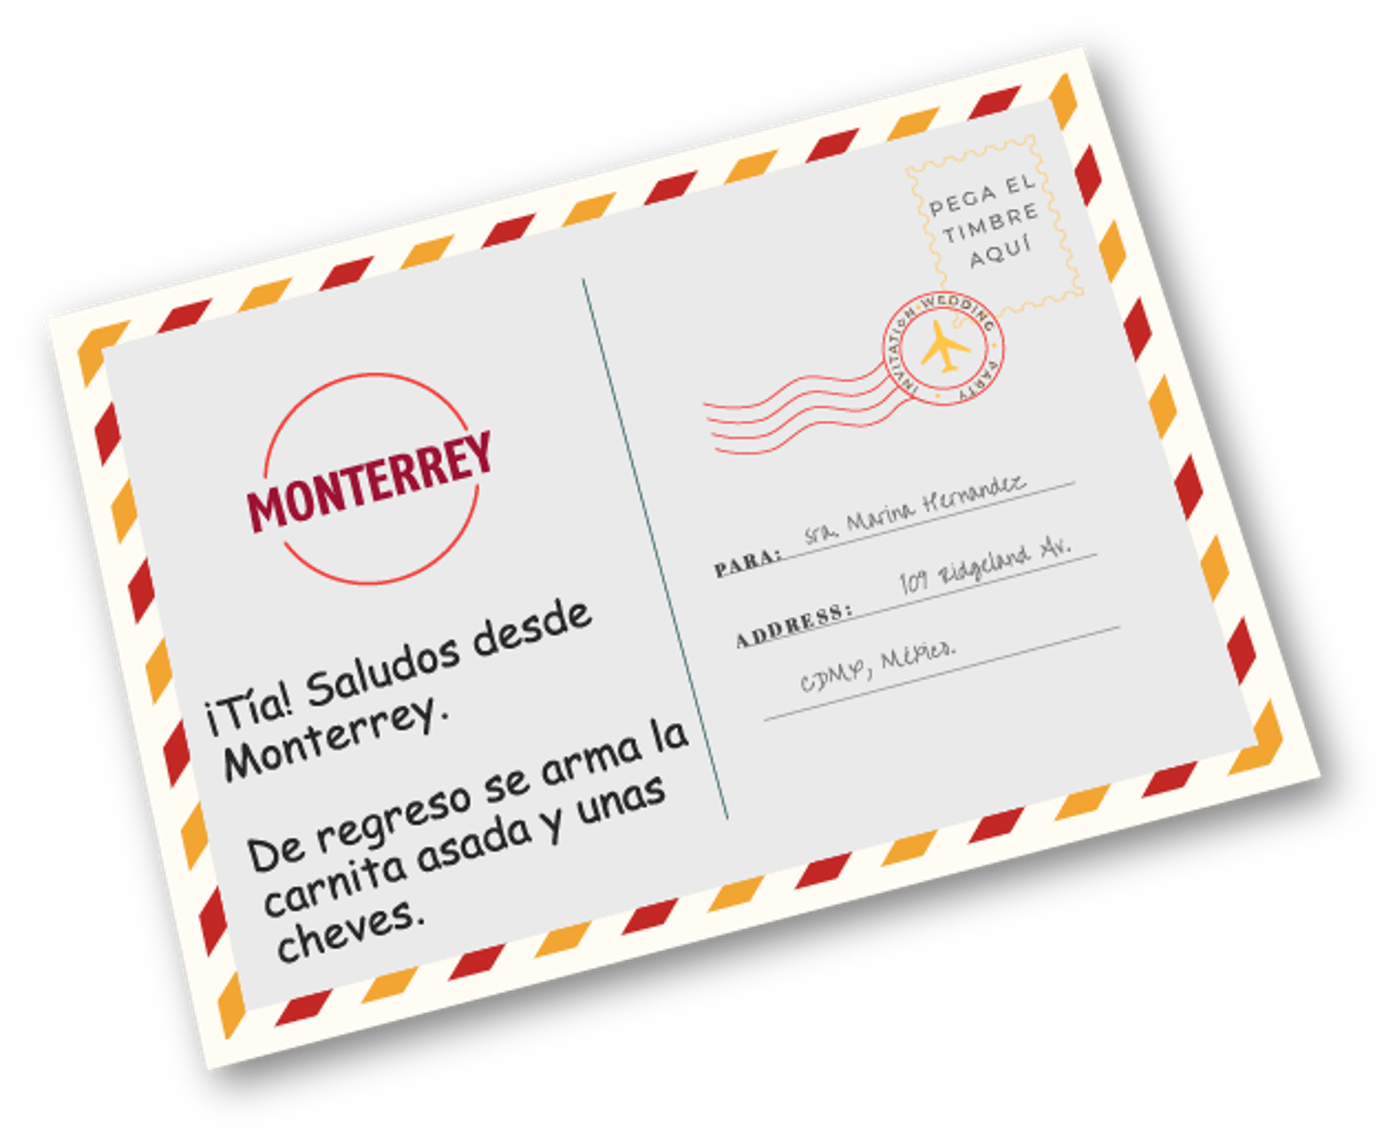 MONTERREY
¡Tía! Saludos desde
Monterrey.
De regreso se arma la
carnita asada y unas
cheves.
PEGA EL
TIMBRE
AQUÍ
INVITATION • WEDDING • PARTY •
PARA: Sra. Marina Hernandez
ADDRESS: 109 Ridgeland Av.
CDMX, México.